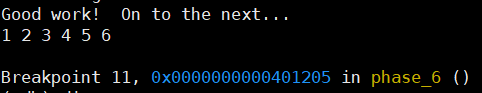 Good work!  On to the next...
1 2 3 4 5 6

Breakpoint 11, 0x0000000000401205 in phase_6 ()